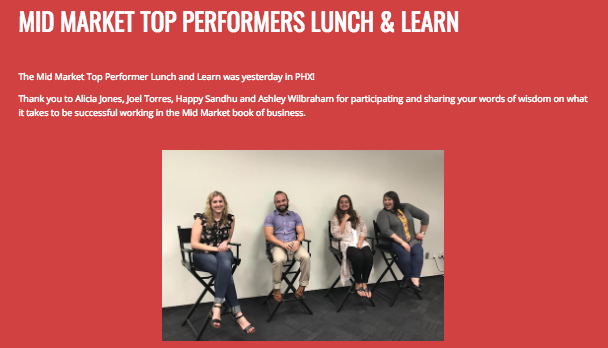 MID MARKET TOP PERFORMERS LUNCH & LEARN
The Mid Market Top Performer Lunch and Learn was yesterday in PHX!
Thank you to Alicia Jones, Joel Torres, Happy Sandhu and Ashley Wilbraham for participating and sharing your words of wisdom on what
it takes to be successful working in the Mid Market book of business.